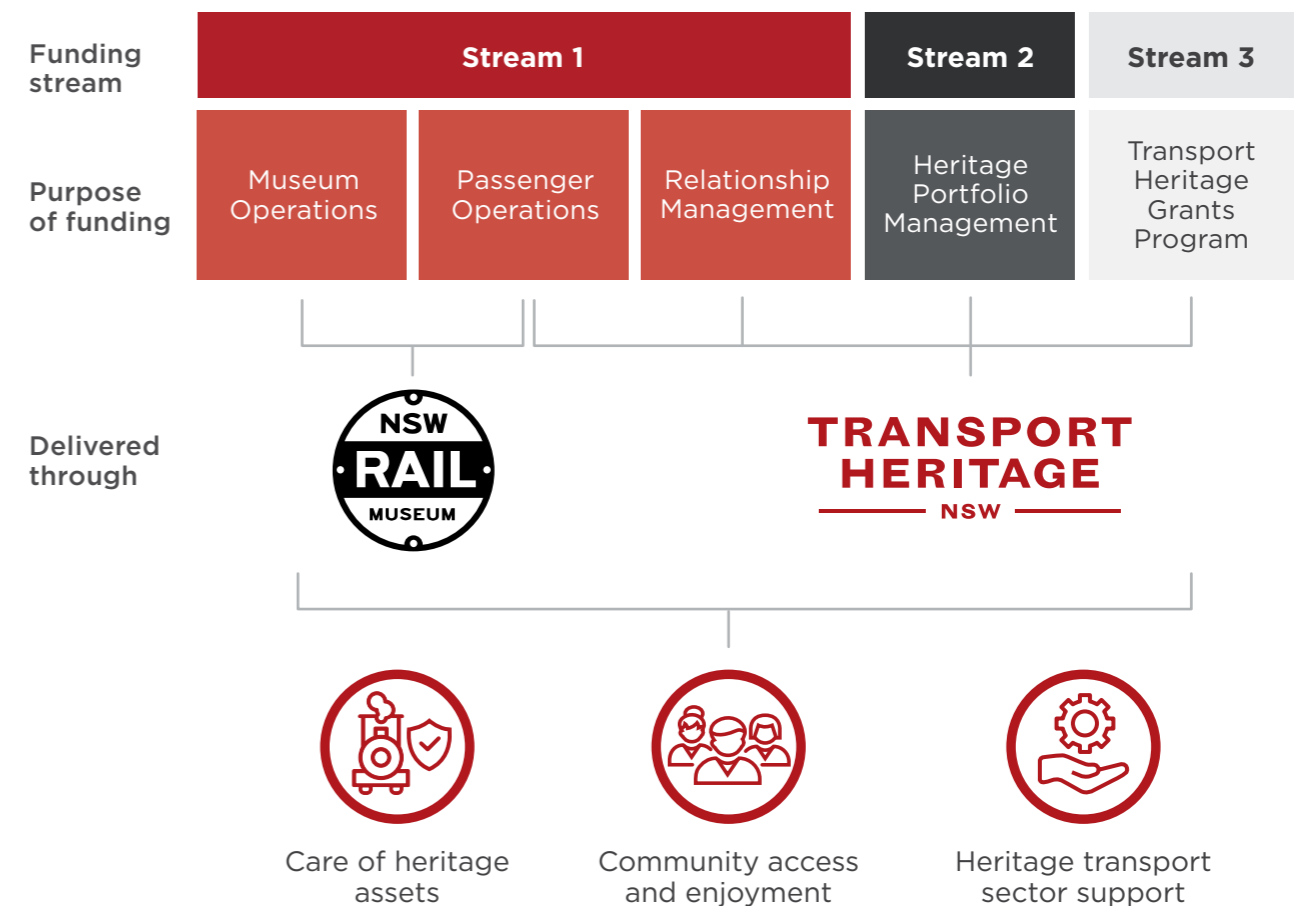 Funding
stream
Stream 1
Stream 2
Stream 3
Purpose
of funding
Museum
Operations
Passenger
Operations
Relationship
Management
Heritage
Portfolio
Management
Transport
Heritage
Grants
Program
Delivered
through
NSW
RAIL
MUSEUM
TRANSPORT
HERITAGE
NSW
Care of heritage
assets
Community access
and enjoyment
Heritage transport
sector support